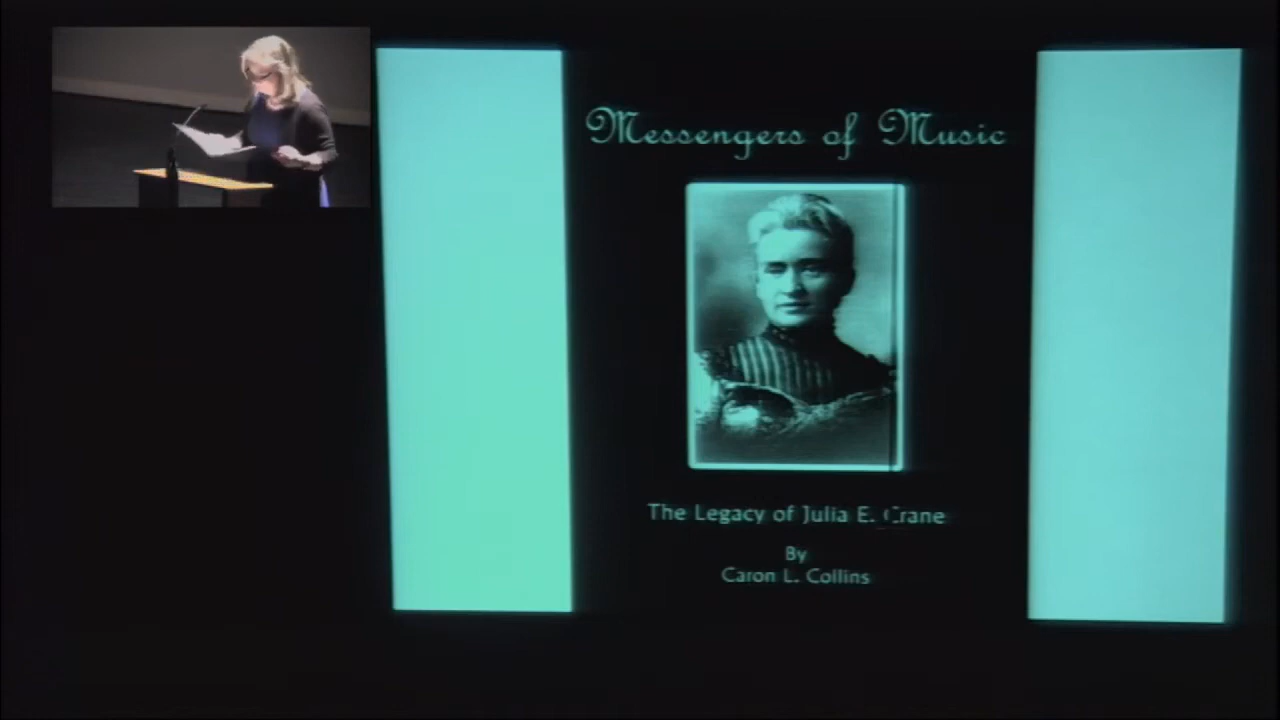 Messengers of Music
The Legacy of Julia E. Crane
By
Caron L. Collins